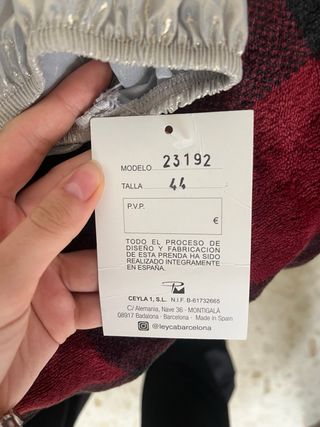 MODELO 23192
TALLA 44
P.V.P.
€
TODO EL PROCESO DE
DISEÑO Y FABRICACION
DE ESTA PRENDA HA SIDO
REALIZADO INTEGRAMENTE
EN ESPAÑA.
CEYLA 1, S.L. N.I.F. B-61732665
C/ Alemania, Nave 36 - MONTIGALÀ
08917 Badalona - Barcelona - Made in Spain
@leycabarcelona